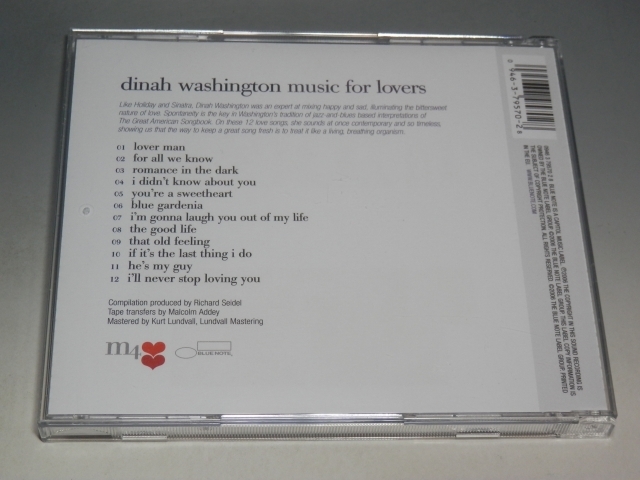 dinah washington music for lovers
Like Holiday and Sinatra, Dinah Washington was an expert at mixing happy and sad, illuminating the bittersweet
nature of love. Spontaneity is the key in Washington's tradition of jazz-and-blues based interpretations of
The Great American Songbook. On these 12 love songs, she sounds at once contemporary and so timeless,
showing us that the way to keep a great song fresh is to treat it like a living, breathing organism.
01 lover man
02 for all we know
03 romance in the dark
04 i didn't know about you
05 you're a sweetheart
06 blue gardenia
07 i'm gonna laugh you out of my life
08 the good life
09 that old feeling
10 if it's the last thing i do
11 he's my guy
12 i'll never stop loving you
Compilation produced by Richard Seidel
Tape transfers by Malcolm Addey
Mastered by Kurt Lundvall, Lundvall Mastering
m4
BLUE NOTE
0 9463-79570-2 8